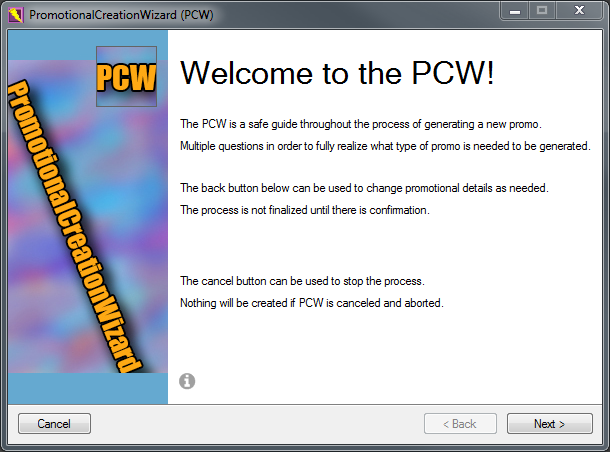 PromotionalCreationWizard (PCW)
PCW
PromotionalCreationWizard
Welcome to the PCW!
The PCW is a safe guide throughout the process of generating a new promo.
Multiple questions in order to fully realize what type of promo is needed to be generated.
The back button below can be used to change promotional details as needed.
The process is not finalized until there is confirmation.
The cancel button can be used to stop the process.
Nothing will be created if PCW is canceled and aborted.
Cancel
< Back
Next >